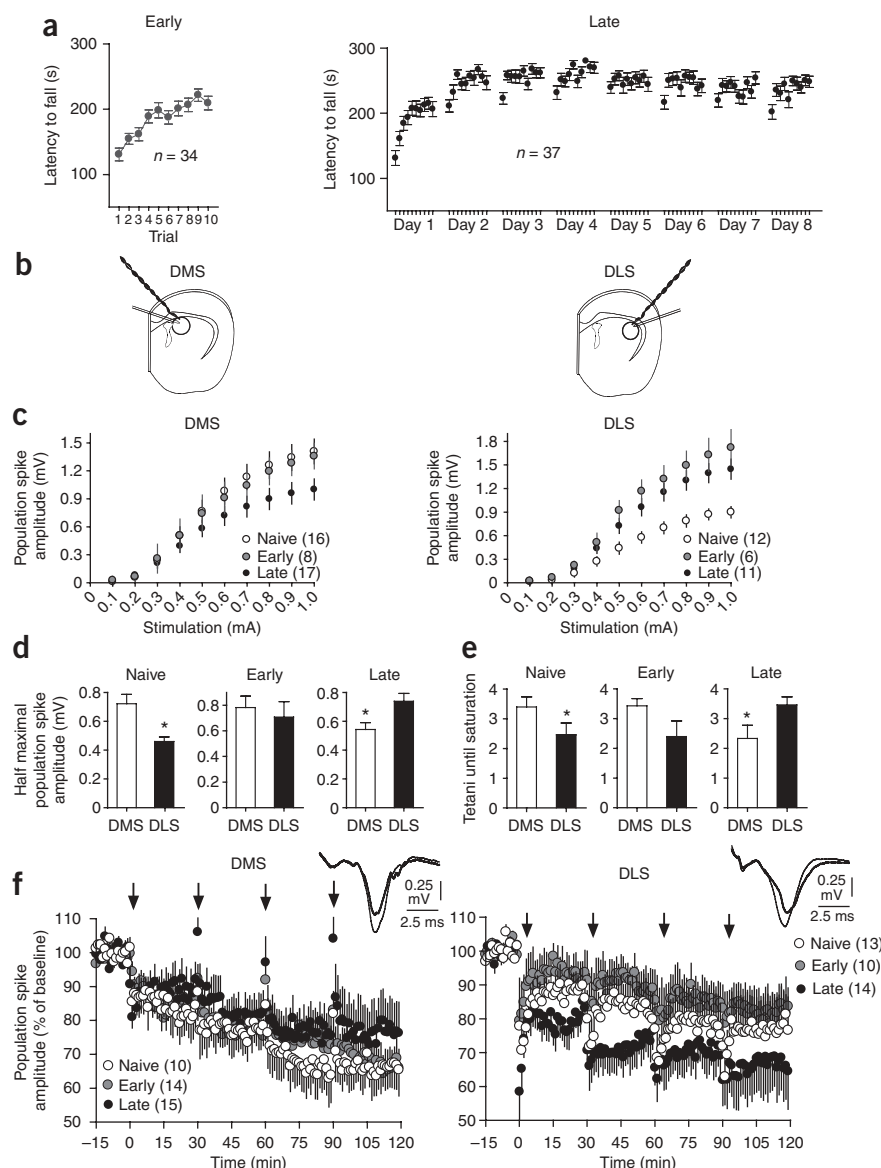 a
Early
Late
Latency to fall (s)
300
200
100
n = 34
1 2 3 4 5 6 7 8 9 10
Trial
Latency to fall (s)
300
200
100
n = 37
Day 1 Day 2 Day 3 Day 4 Day 5 Day 6 Day 7 Day 8
b
DMS
DLS
c
DMS
Population spike
amplitude (mV)
1.5
1.2
0.9
0.6
0.3
0
Naive (16)
Early (8)
Late (17)
0 0.1 0.2 0.3 0.4 0.5 0.6 0.7 0.8 0.9 1.0
Stimulation (mA)
DLS
Population spike
amplitude (mV)
1.8
1.5
1.2
0.9
0.6
0.3
0
Naive (12)
Early (6)
Late (11)
0 0.1 0.2 0.3 0.4 0.5 0.6 0.7 0.8 0.9 1.0
Stimulation (mA)
d
Half maximal
population spike
amplitude (mV)
Naive
0.8
0.6
0.4
0.2
0
*
DMS DLS
Early
0.8
0.6
0.4
0.2
0
DMS DLS
Late
0.8
0.6
0.4
0.2
0
*
DMS DLS
e
Tetani until saturation
Naive
4
3
2
1
0
*
DMS DLS
Early
4
3
2
1
0
DMS DLS
Late
4
3
2
1
0
*
DMS DLS
f
DMS
0.25
mV
2.5 ms
Population spike
amplitude (% of baseline)
110
100
90
80
70
60
50
Naive (10)
Early (14)
Late (15)
–15 0 15 30 45 60 75 90 105 120
Time (min)
DLS
0.25
mV
2.5 ms
110
100
90
80
70
60
50
Naive (13)
Early (10)
Late (14)
–15 0 15 30 45 60 75 90 105 120
Time (min)